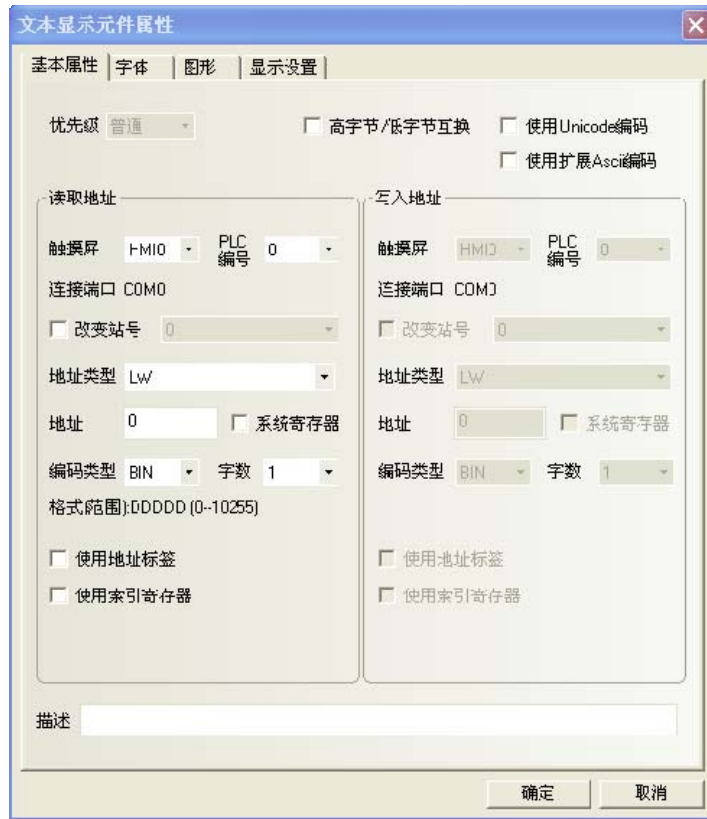 文本显示元件属性
基本属性 字体 图形 显示设置
优先级 普通 高字节/低字节互换 使用Unicode编码
使用扩展Ascii编码
读取地址
触摸屏 HMI0 PLC编号 0
连接端口 COM0
改变站号 0
地址类型 LW
地址 0 系统寄存器
编码类型 BIN 字数 1
格式(范围):DDDDD (0--10255)
使用地址标签
使用索引寄存器
写入地址
触摸屏 HMI0 PLC编号 0
连接端口 COM0
改变站号 0
地址类型 LW
地址 0 系统寄存器
编码类型 BIN 字数 1
使用地址标签
使用索引寄存器
描述
确定 取消